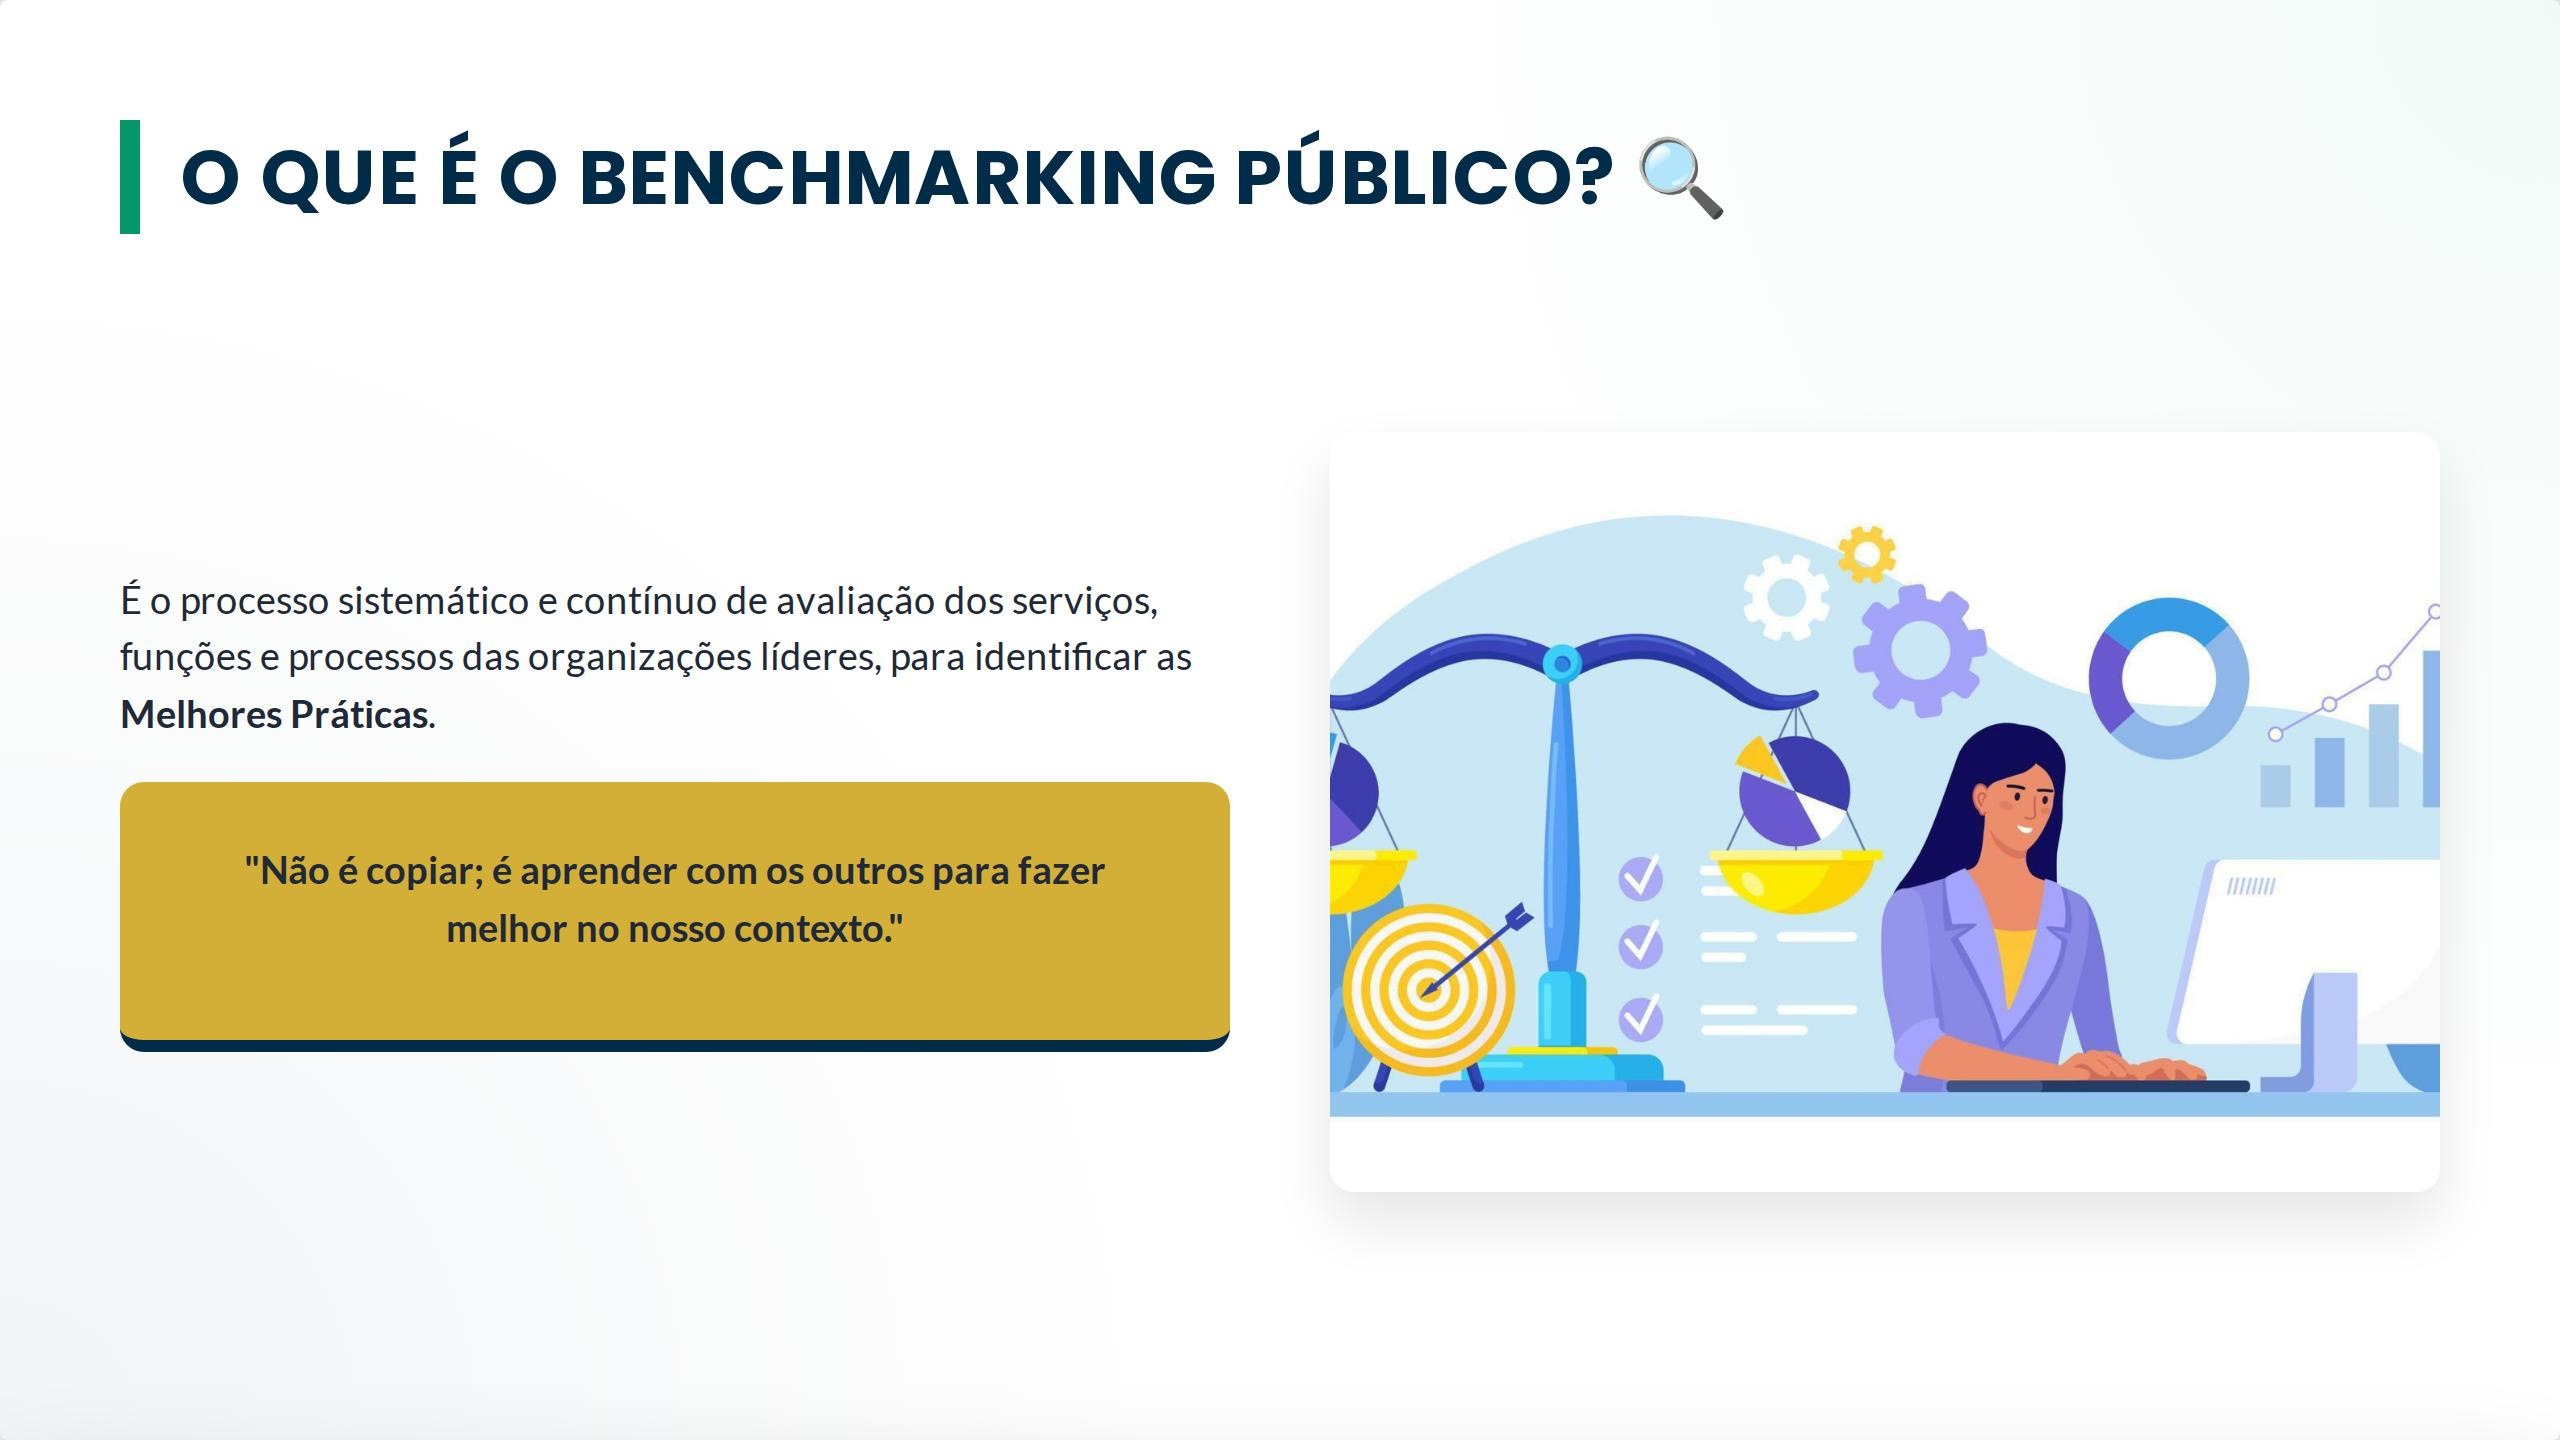 O QUE É O BENCHMARKING PÚBLICO? 🔍
É o processo sistemático e contínuo de avaliação dos serviços,
funções e processos das organizações líderes, para identificar as
Melhores Práticas.
"Não é copiar; é aprender com os outros para fazer
melhor no nosso contexto."